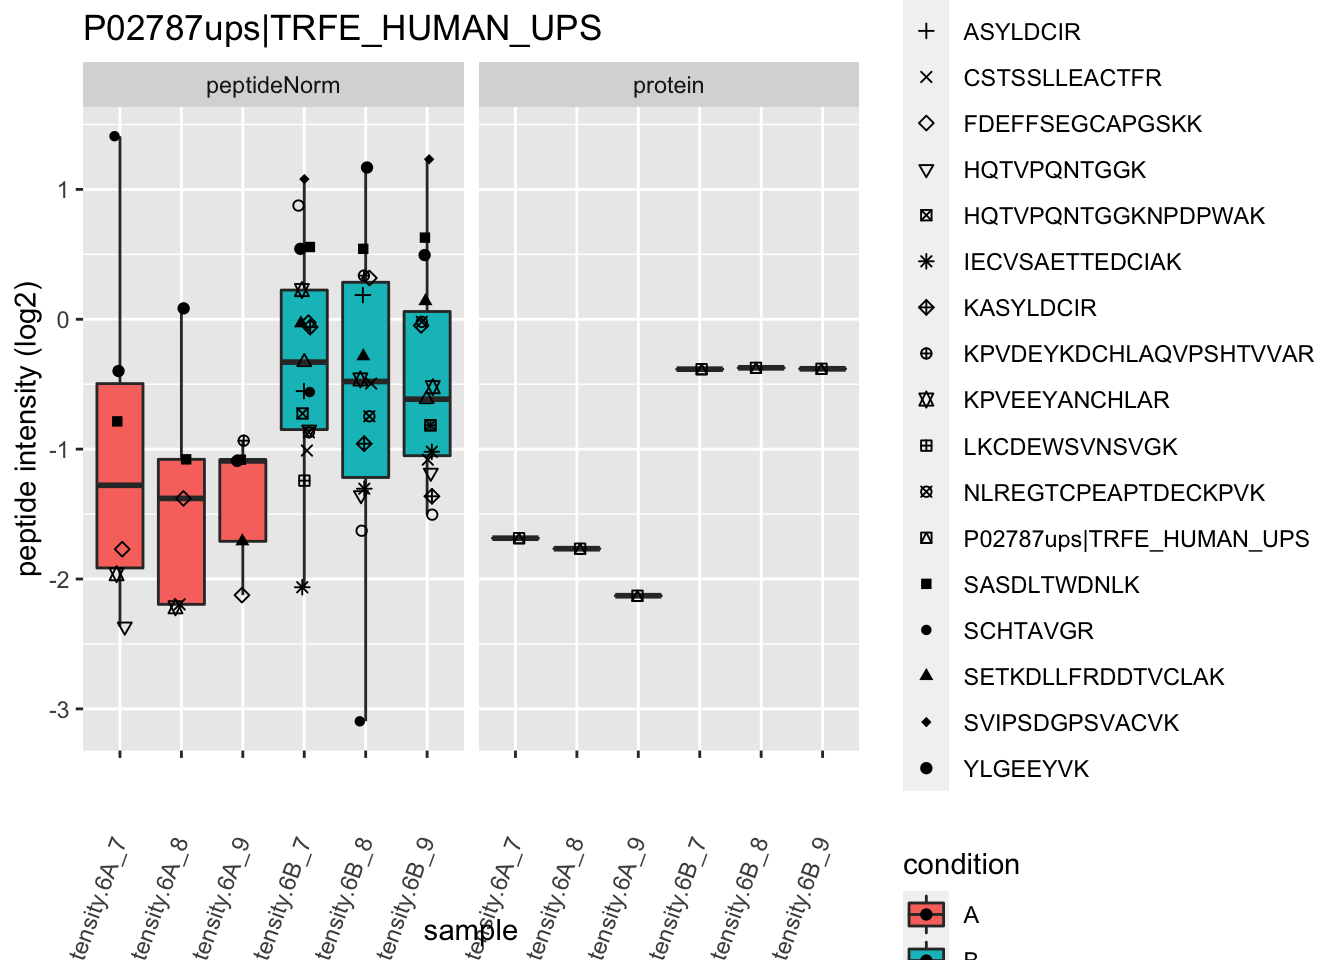 P02787ups|TRFE_HUMAN_UPS
peptideNorm
protein
peptide intensity (log2)
1
0
-1
-2
-3
tensity.6A_7
tensity.6A_8
tensity.6A_9
tensity.6B_7
tensity.6B_8
tensity.6B_9
tensity.6A_7
tensity.6A_8
tensity.6A_9
tensity.6B_7
tensity.6B_8
tensity.6B_9
sample
ASYLDCIR
CSTSSLLEACTFR
FDEFFSEGCAPGSKK
HQTVPQNTGGK
HQTVPQNTGGKNPDPWAK
IECVSAETTEDCIAK
KASYLDCIR
KPVDEYKDCHLAQVPSHTVVAR
KPVEEYANCHLAR
LKCDEWSVNSVGK
NLREGTCPEAPTDECKPVK
P02787ups|TRFE_HUMAN_UPS
SASDLTWDNLK
SCHTAVGR
SETKDLLFRDDTVCLAK
SVIPSDGPSVACVK
YLGEEYVK
condition
A
B